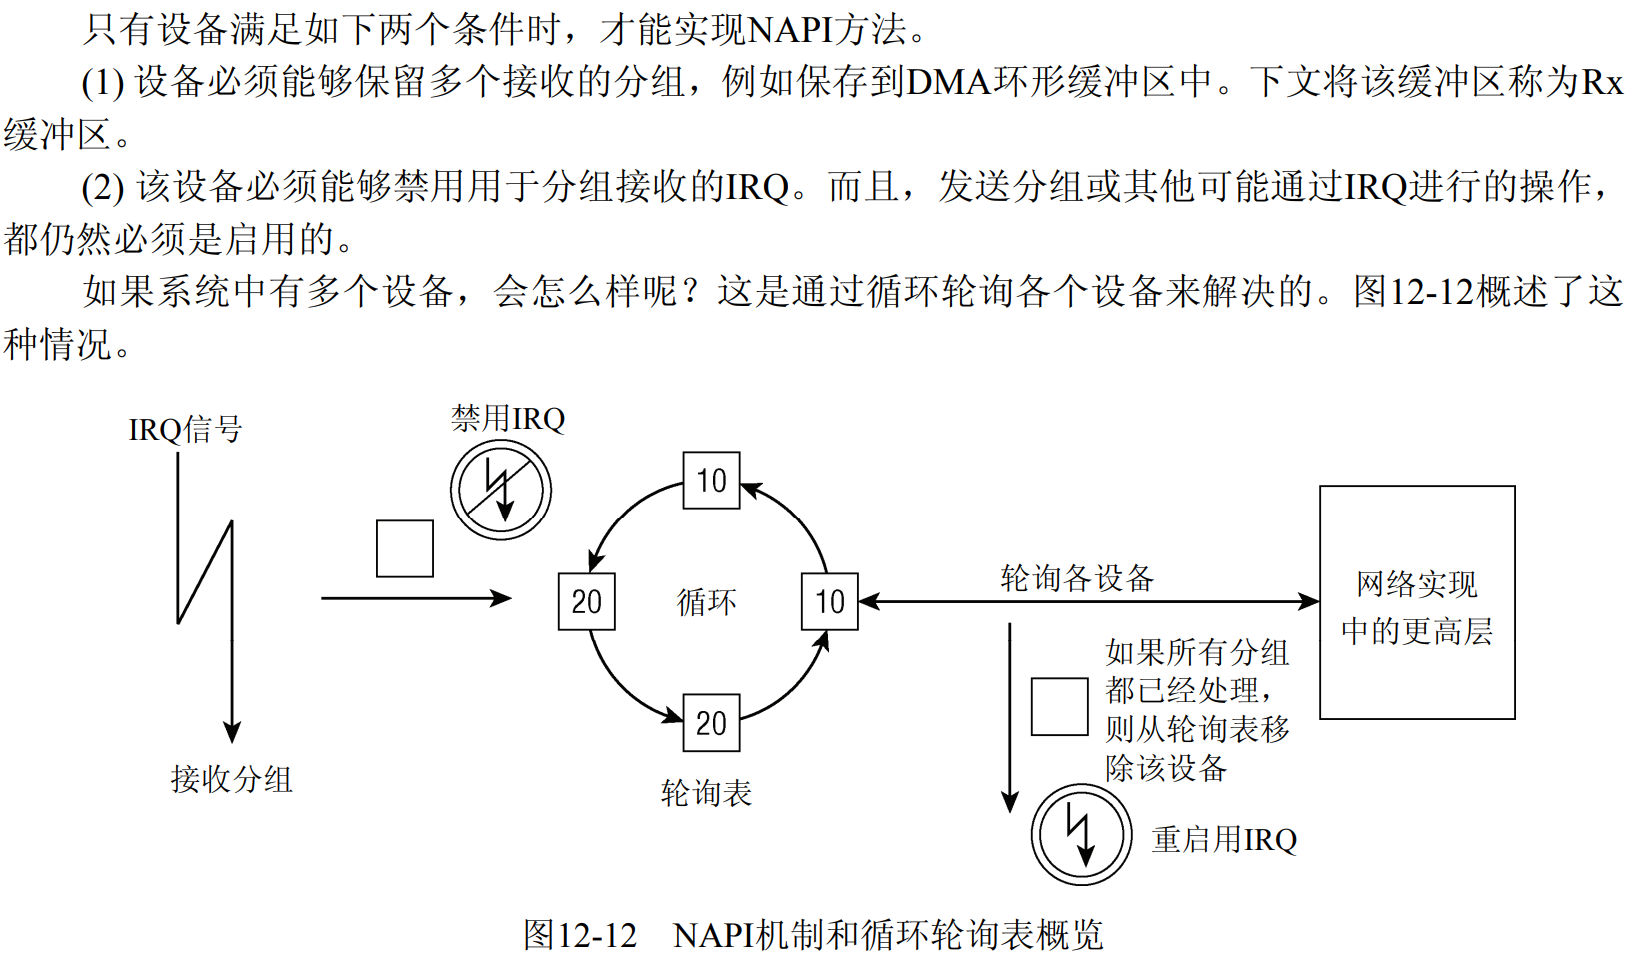 只有设备满足如下两个条件时，才能实现NAPI方法。
(1) 设备必须能够保留多个接收的分组，例如保存到DMA环形缓冲区中。下文将该缓冲区称为Rx
缓冲区。
(2) 该设备必须能够禁用用于分组接收的IRQ。而且，发送分组或其他可能通过IRQ进行的操作，
都仍然必须是启用的。
如果系统中有多个设备，会怎么样呢？这是通过循环轮询各个设备来解决的。图12-12概述了这
种情况。
IRQ信号
接收分组
禁用IRQ
10
20
循环
10
20
轮询表
轮询各设备
如果所有分组
都已经处理，
则从轮询表移
除该设备
重启用IRQ
网络实现
中的更高层
图12-12 NAPI机制和循环轮询表概览